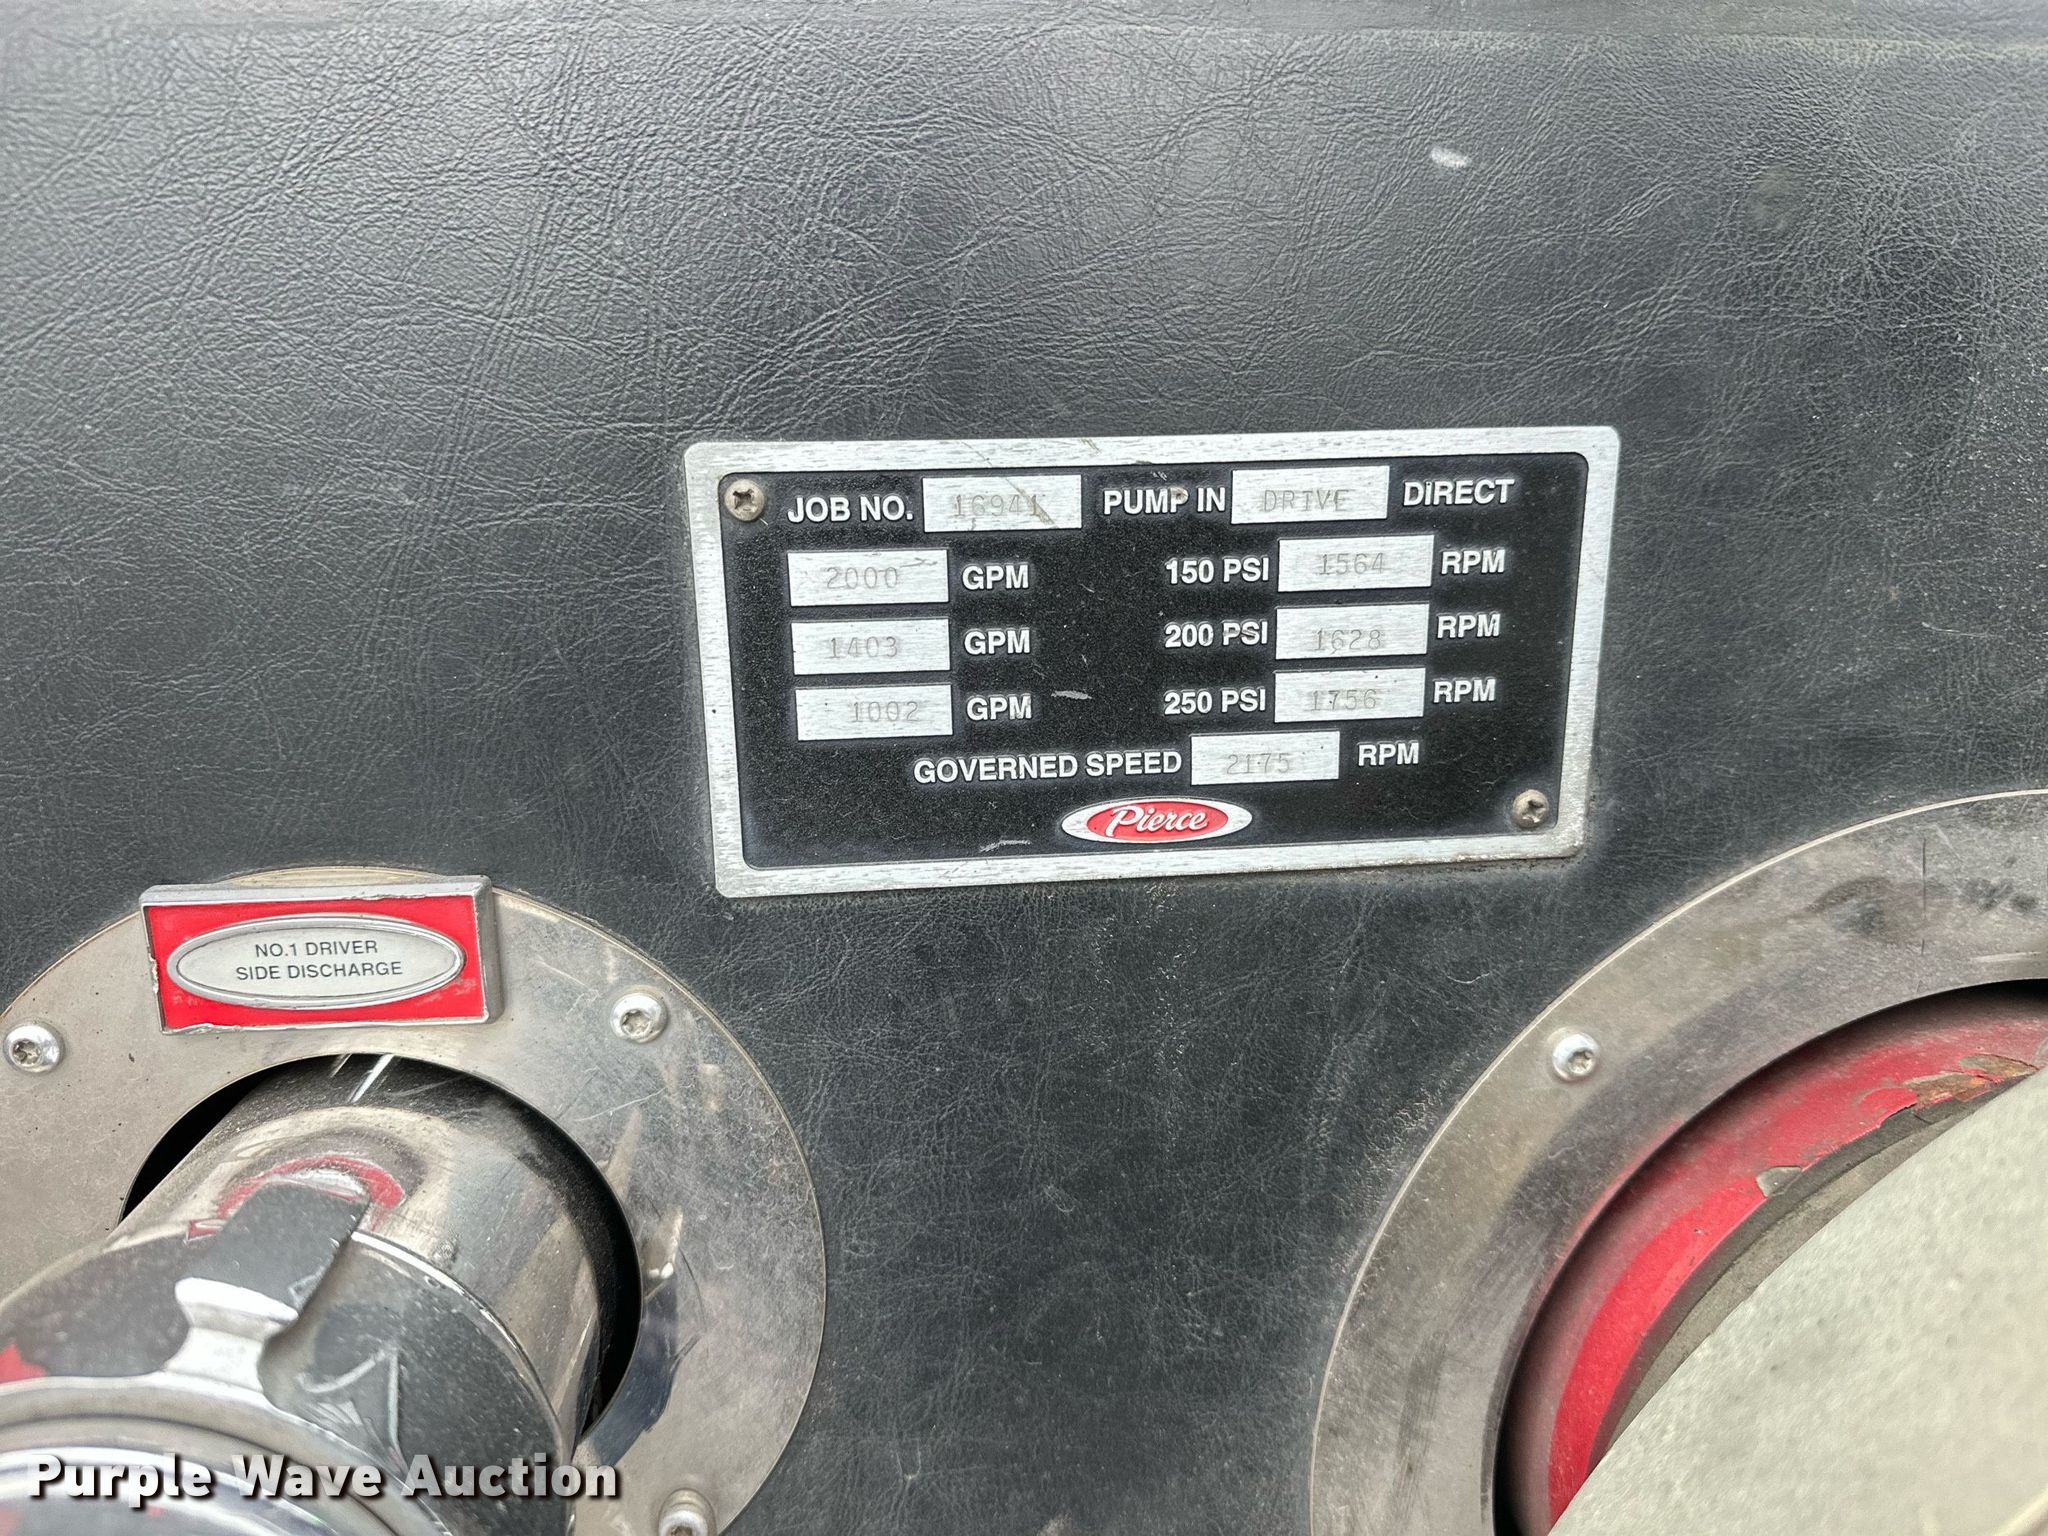 JOB NO. 16941 PUMP IN DRIVE DIRECT
2000 GPM 150 PSI 1564 RPM
1403 GPM 200 PSI 1628 RPM
1002 GPM 250 PSI 1756 RPM
GOVERNED SPEED 2175 RPM
Pierce
NO.1 DRIVER
SIDE DISCHARGE
Purple Wave Auction